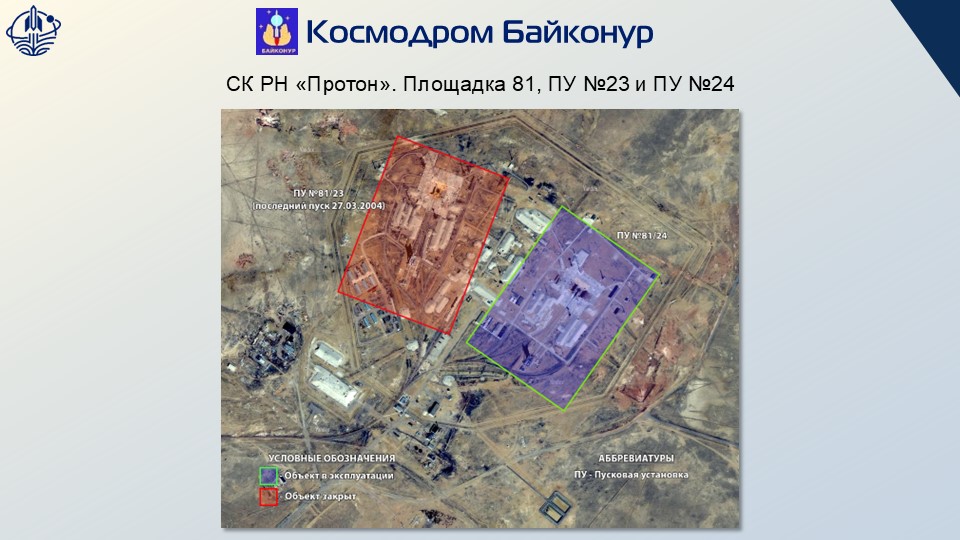 БАЙКОНУР
Космодром Байконур
СК РН «Протон». Площадка 81, ПУ №23 и ПУ №24
ПУ №81/23
(последний пуск 27.03.2004)
ПУ №81/24
УСЛОВНЫЕ ОБОЗНАЧЕНИЯ
- Объект в эксплуатации
- Объект закрыт
АББРЕВИАТУРЫ
ПУ - Пусковая установка